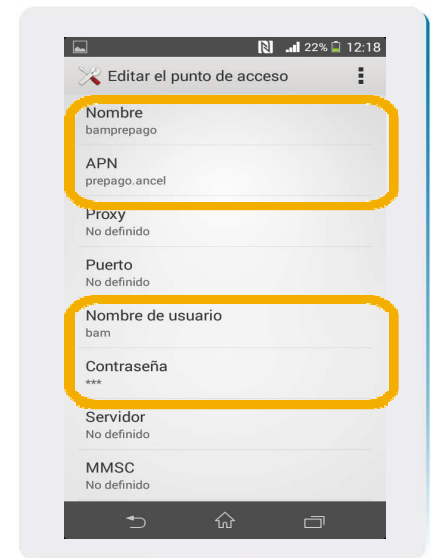 22% 12:18
Editar el punto de acceso
Nombre
bamprepago
APN
prepago.ancel
Proxy
No definido
Puerto
No definido
Nombre de usuario
bam
Contraseña
***
Servidor
No definido
MMSC
No definido